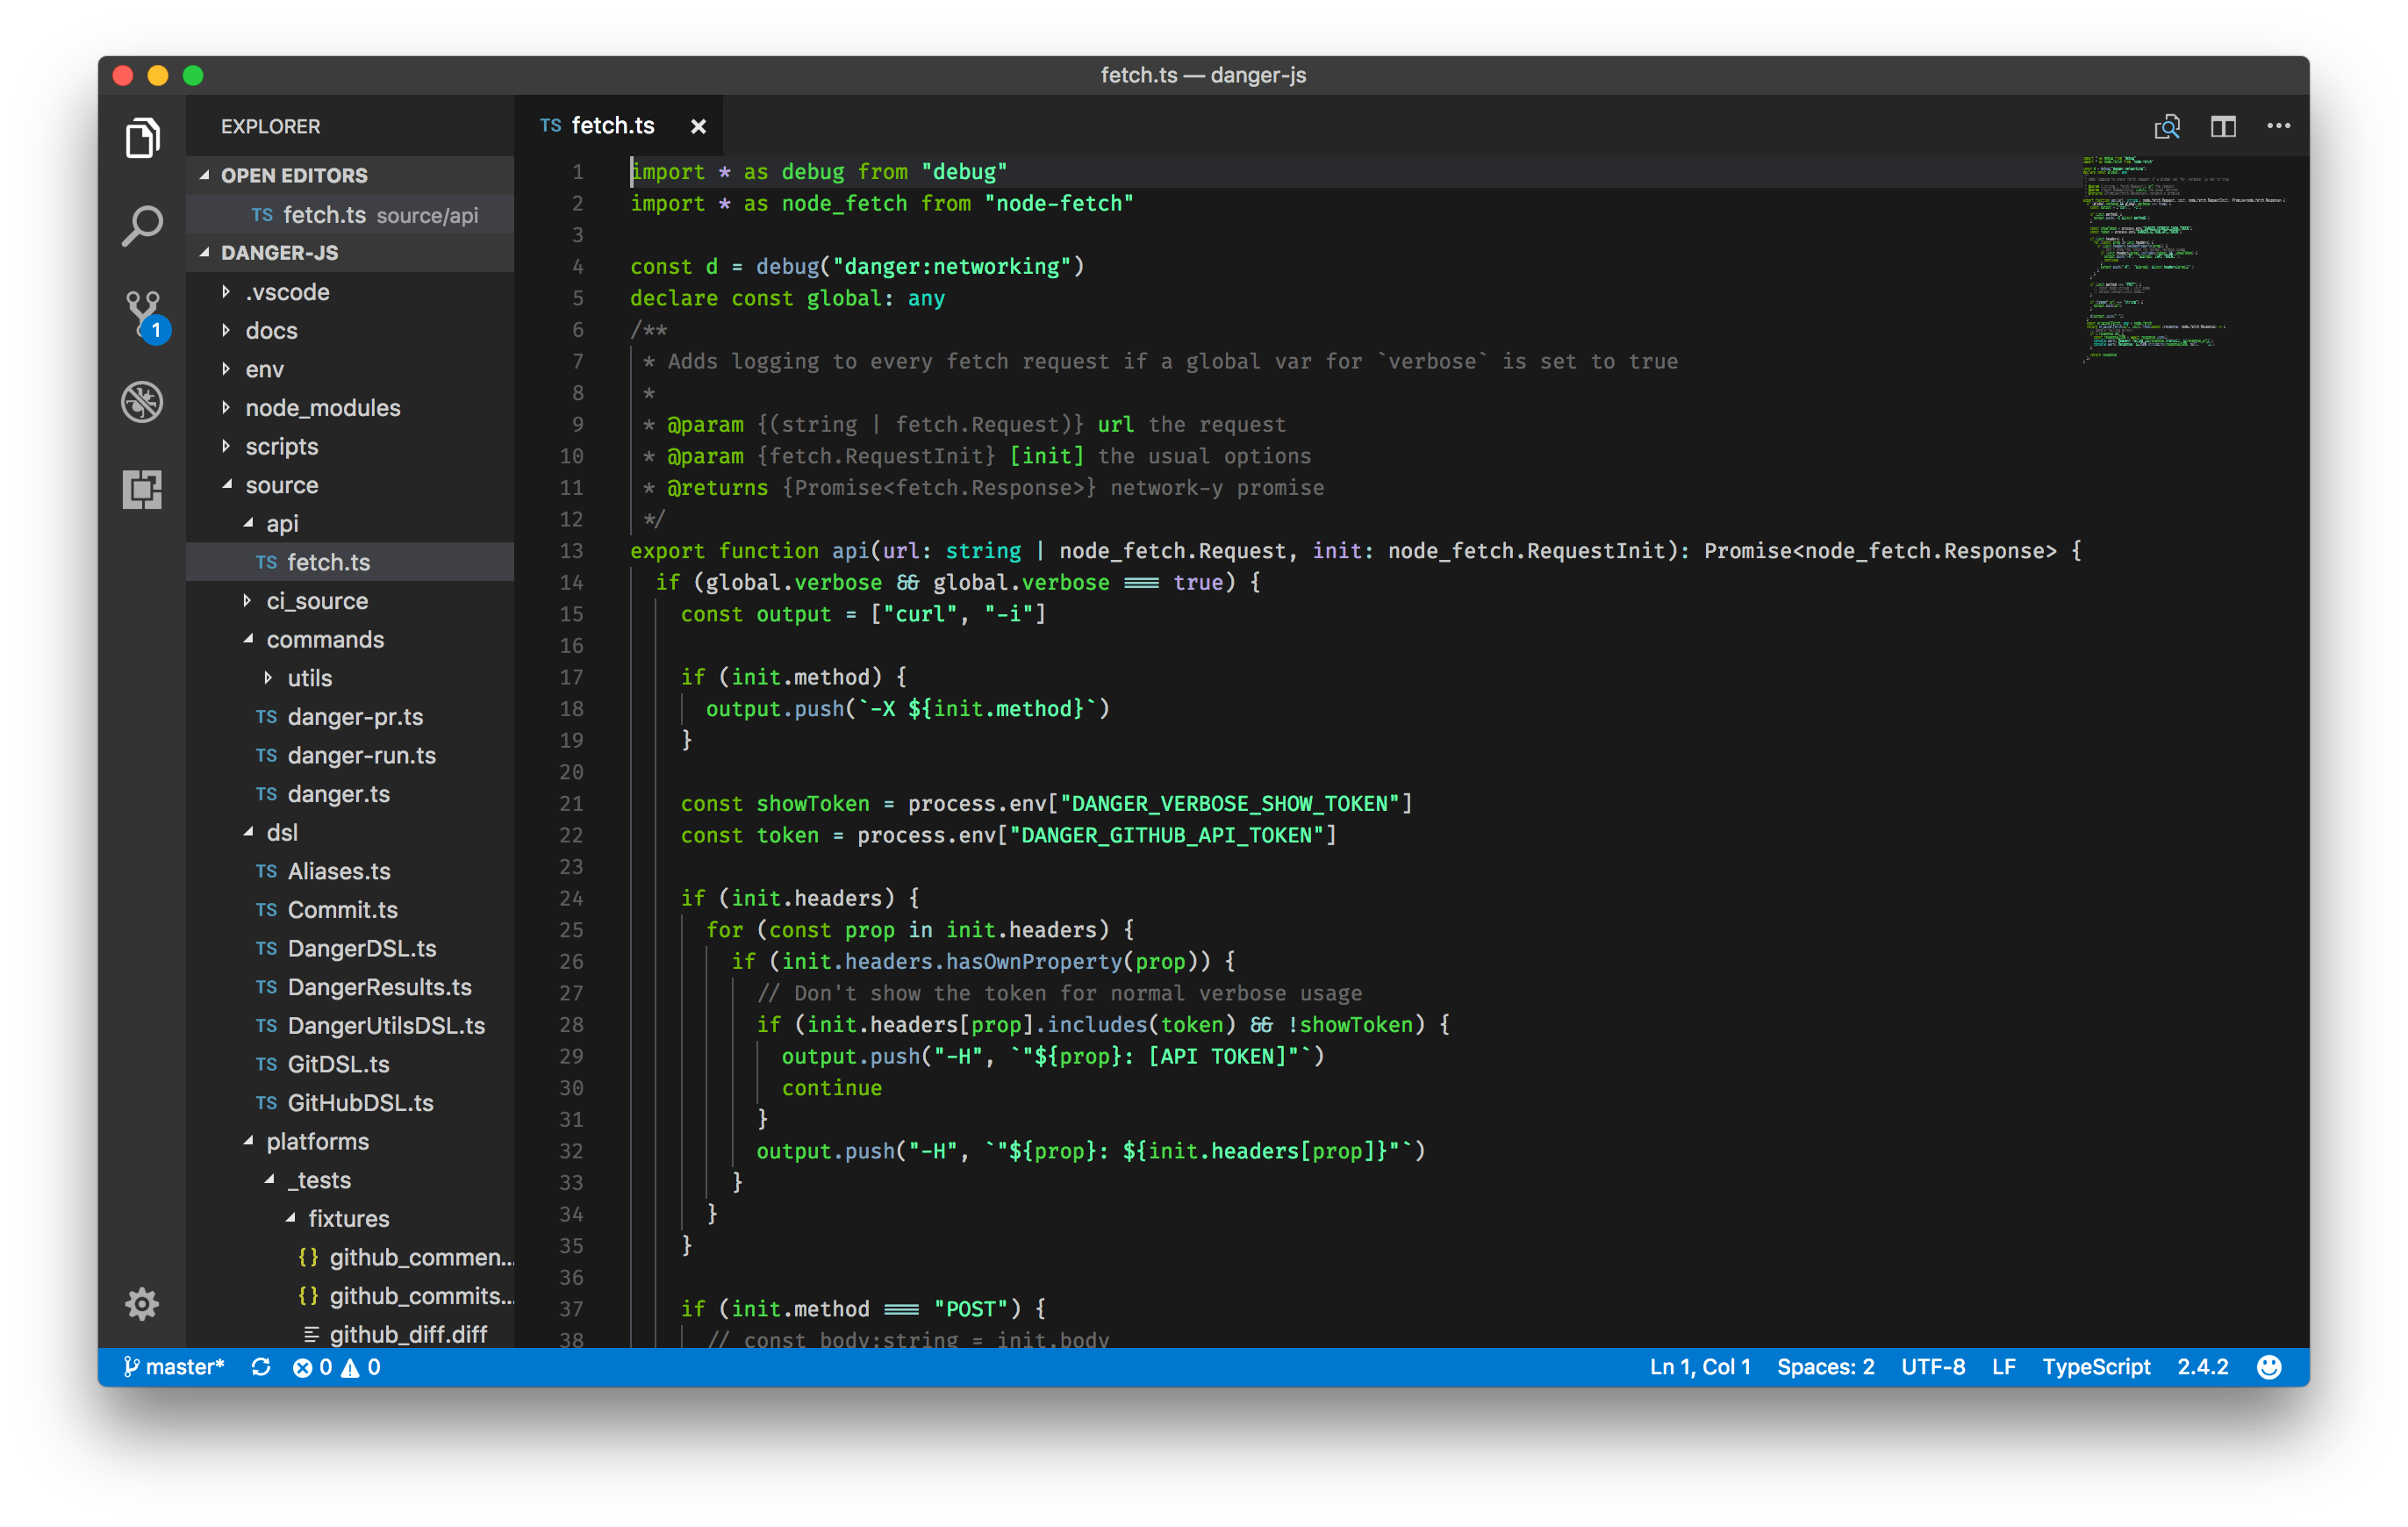 fetch.ts — danger-js
EXPLORER
OPEN EDITORS
TS fetch.ts source/api
DANGER-JS
.vscode
docs
env
node_modules
scripts
source
api
TS fetch.ts
ci_source
commands
utils
TS danger-pr.ts
TS danger-run.ts
TS danger.ts
dsl
TS Aliases.ts
TS Commit.ts
TS DangerDSL.ts
TS DangerResults.ts
TS DangerUtilsDSL.ts
TS GitDSL.ts
TS GitHubDSL.ts
platforms
_tests
fixtures
{} github_commen...
{} github_commits...
github_diff.diff
1
TS fetch.ts ×
1 import * as debug from "debug"
2 import * as node_fetch from "node-fetch"
3
4 const d = debug("danger:networking")
5 declare const global: any
6 /**
7 * Adds logging to every fetch request if a global var for `verbose` is set to true
8 *
9 * @param {(string | fetch.Request)} url the request
10 * @param {fetch.RequestInit} [init] the usual options
11 * @returns {Promise<fetch.Response>} network-y promise
12 */
13 export function api(url: string | node_fetch.Request, init: node_fetch.RequestInit): Promise<node_fetch.Response> {
14 if (global.verbose && global.verbose === true) {
15 const output = ["curl", "-i"]
16
17 if (init.method) {
18 output.push(`-X ${init.method}`)
19 }
20
21 const showToken = process.env["DANGER_VERBOSE_SHOW_TOKEN"]
22 const token = process.env["DANGER_GITHUB_API_TOKEN"]
23
24 if (init.headers) {
25 for (const prop in init.headers) {
26 if (init.headers.hasOwnProperty(prop)) {
27 // Don't show the token for normal verbose usage
28 if (init.headers[prop].includes(token) && !showToken) {
29 output.push("-H", `"${prop}: [API TOKEN]"`)
30 continue
31 }
32 output.push("-H", `"${prop}: ${init.headers[prop]}"`)
33 }
34 }
35 }
36
37 if (init.method === "POST") {
38 // const body:string = init.body
master* 0 0
Ln 1, Col 1 Spaces: 2 UTF-8 LF TypeScript 2.4.2